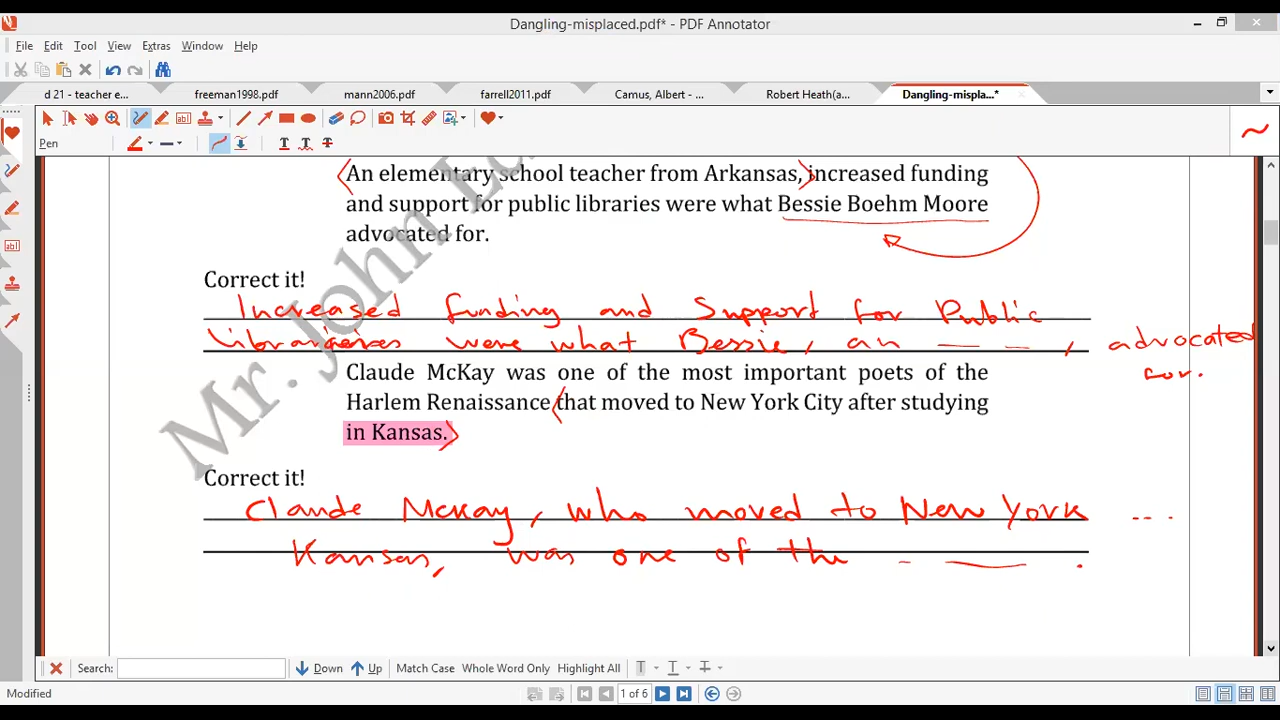 Dangling-misplaced.pdf* - PDF Annotator
File Edit Tool View Extras Window Help
d 21 - teacher e... freeman1998.pdf mann2006.pdf farrell2011.pdf Camus, Albert - ... Robert Heath(a... Dangling-mispla...*
Pen
An elementary school teacher from Arkansas, increased funding
and support for public libraries were what Bessie Boehm Moore
advocated for.
Correct it!
Increased funding and Support for Public
were what Bessie, an — — , advocated
for.
Claude McKay was one of the most important poets of the
Harlem Renaissance that moved to New York City after studying
in Kansas.
Correct it!
Claude McKay, who moved to New York ...
Kansas, was one of the - — .
Mr. John
Search: Down Up Match Case Whole Word Only Highlight All
Modified 1 of 6